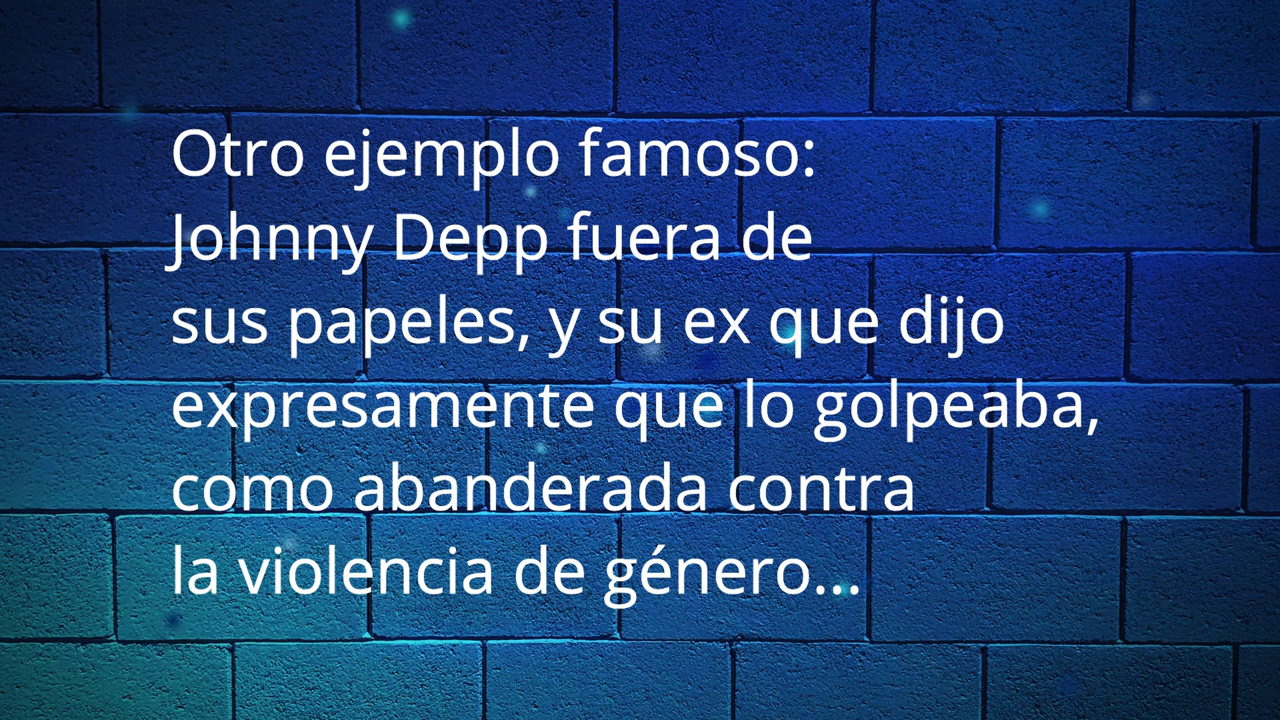 Otro ejemplo famoso:
Johnny Depp fuera de
sus papeles, y su ex que dijo
expresamente que lo golpeaba,
como abanderada contra
la violencia de género...